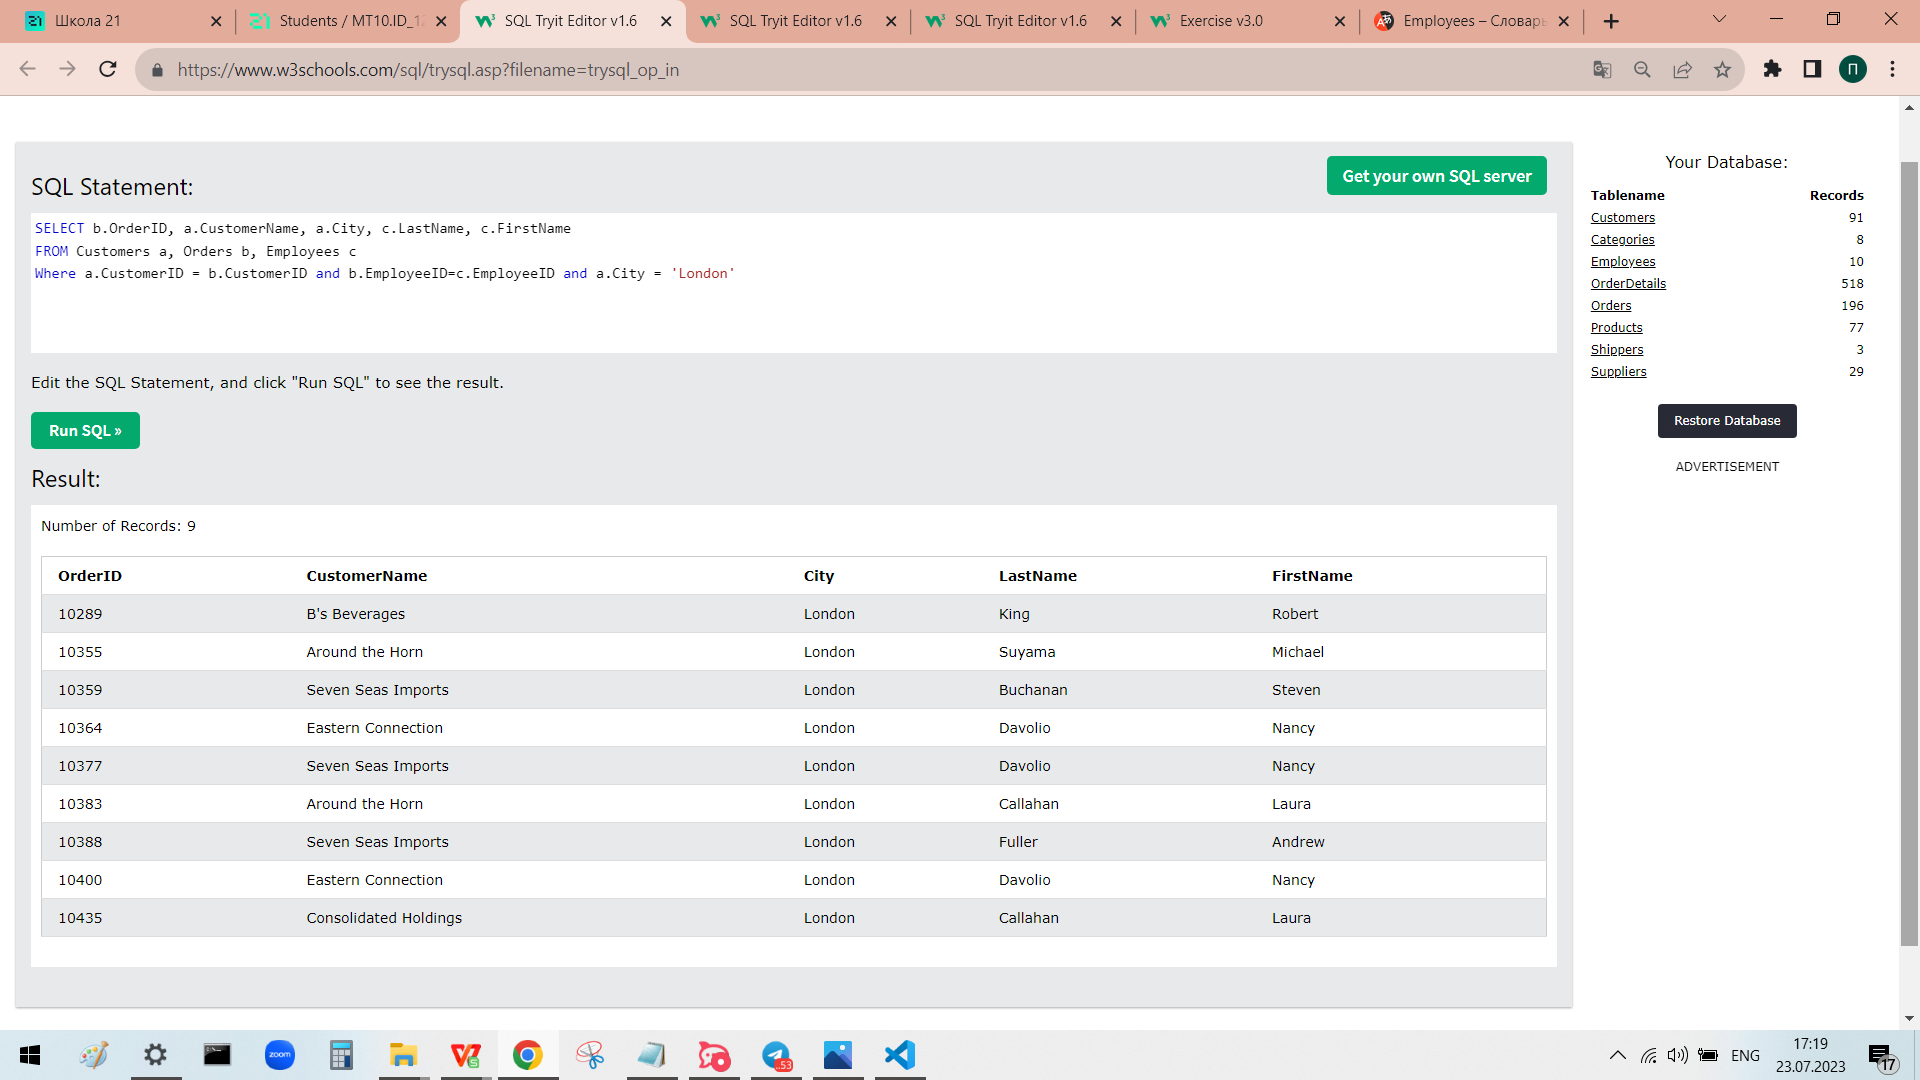 Школа 21
Students / MT10.ID_12
SQL Tryit Editor v1.6
SQL Tryit Editor v1.6
SQL Tryit Editor v1.6
Exercise v3.0
Employees – Словарь
https://www.w3schools.com/sql/trysql.asp?filename=trysql_op_in
П
SQL Statement:
Get your own SQL server
SELECT b.OrderID, a.CustomerName, a.City, c.LastName, c.FirstName
FROM Customers a, Orders b, Employees c
Where a.CustomerID = b.CustomerID and b.EmployeeID=c.EmployeeID and a.City = 'London'
Edit the SQL Statement, and click "Run SQL" to see the result.
Run SQL »
Result:
Number of Records: 9
OrderID CustomerName City LastName FirstName
10289 B's Beverages London King Robert
10355 Around the Horn London Suyama Michael
10359 Seven Seas Imports London Buchanan Steven
10364 Eastern Connection London Davolio Nancy
10377 Seven Seas Imports London Davolio Nancy
10383 Around the Horn London Callahan Laura
10388 Seven Seas Imports London Fuller Andrew
10400 Eastern Connection London Davolio Nancy
10435 Consolidated Holdings London Callahan Laura
Your Database:
Tablename Records
Customers 91
Categories 8
Employees 10
OrderDetails 518
Orders 196
Products 77
Shippers 3
Suppliers 29
Restore Database
ADVERTISEMENT
zoom
53
ENG
17:19
23.07.2023
17